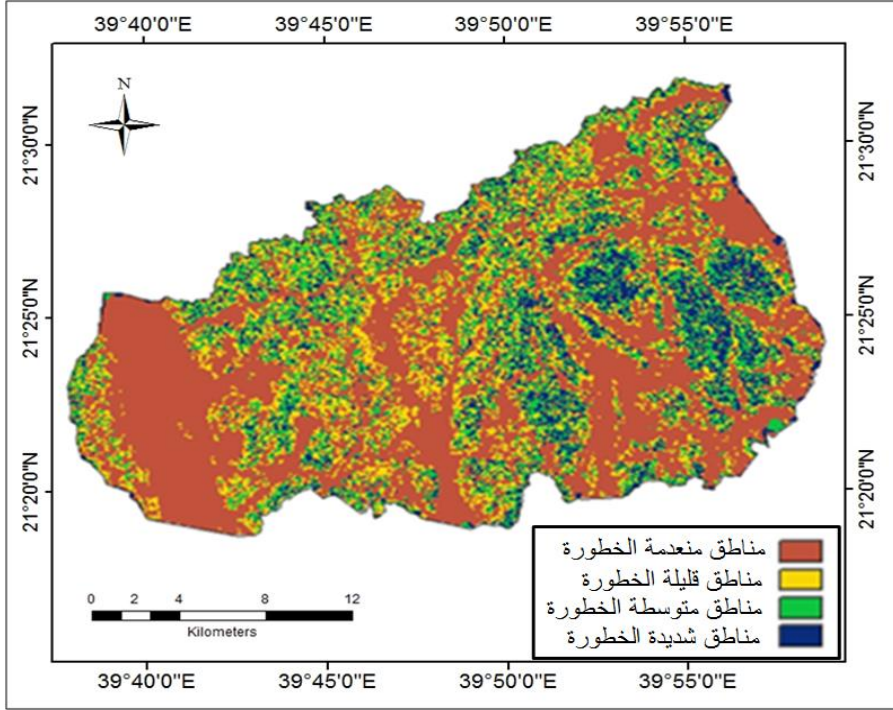 39°40'0"E 39°45'0"E 39°50'0"E 39°55'0"E
N
21°30'0"N 21°30'0"N
21°25'0"N 21°25'0"N
21°20'0"N 21°20'0"N
مناطق منعدمة الخطورة
مناطق قليلة الخطورة
مناطق متوسطة الخطورة
مناطق شديدة الخطورة
0 2 4 8 12
Kilometers
39°40'0"E 39°45'0"E 39°50'0"E 39°55'0"E